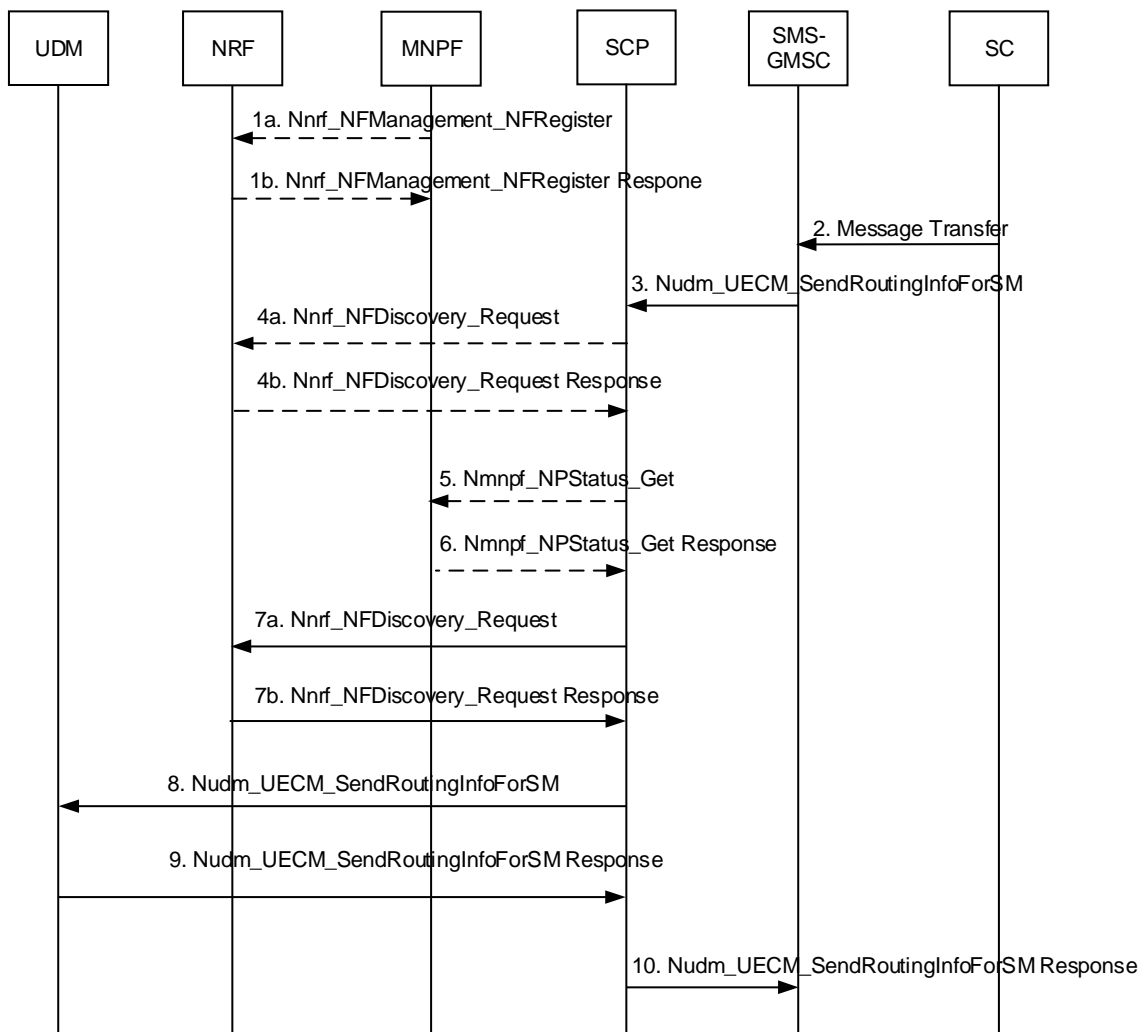 UDM
NRF
MNPF
SCP
SMS-
GMSC
SC
1a. Nnrf_NFManagement_NFRegister
1b. Nnrf_NFManagement_NFRegister Respone
2. Message Transfer
3. Nudm_UECM_SendRoutingInfoForSM
4a. Nnrf_NFDiscovery_Request
4b. Nnrf_NFDiscovery_Request Response
5. Nmnpf_NPStatus_Get
6. Nmnpf_NPStatus_Get Response
7a. Nnrf_NFDiscovery_Request
7b. Nnrf_NFDiscovery_Request Response
8. Nudm_UECM_SendRoutingInfoForSM
9. Nudm_UECM_SendRoutingInfoForSM Response
10. Nudm_UECM_SendRoutingInfoForSM Response